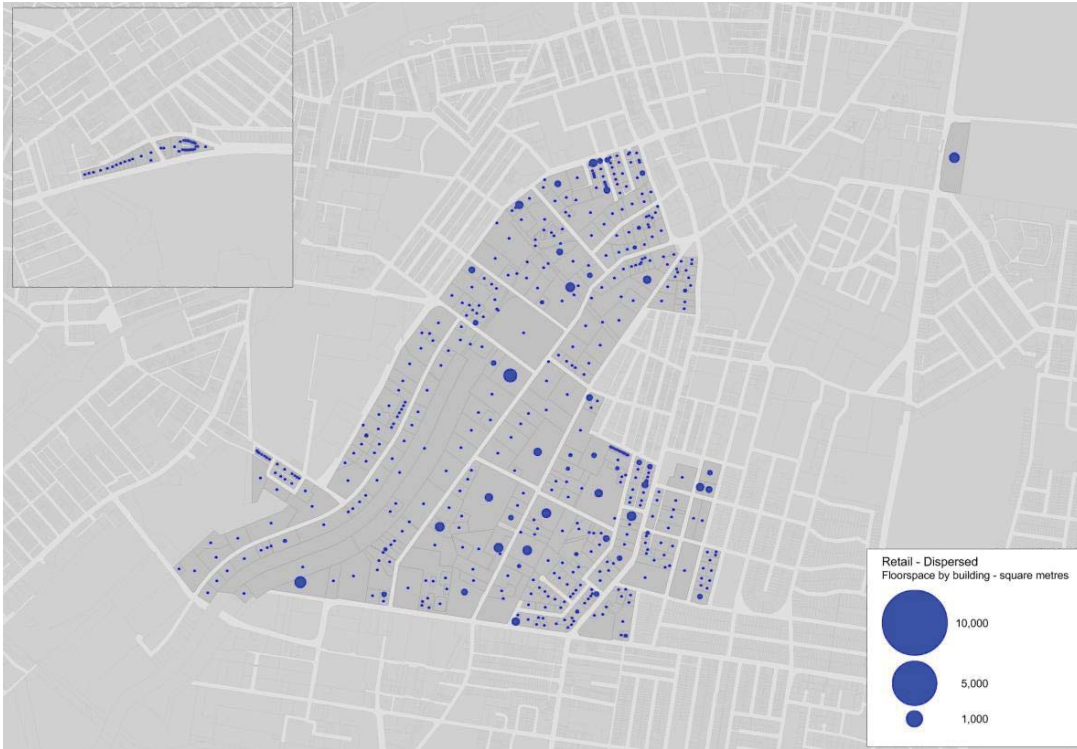 Retail - Dispersed
Floorspace by building - square metres
10,000
5,000
1,000